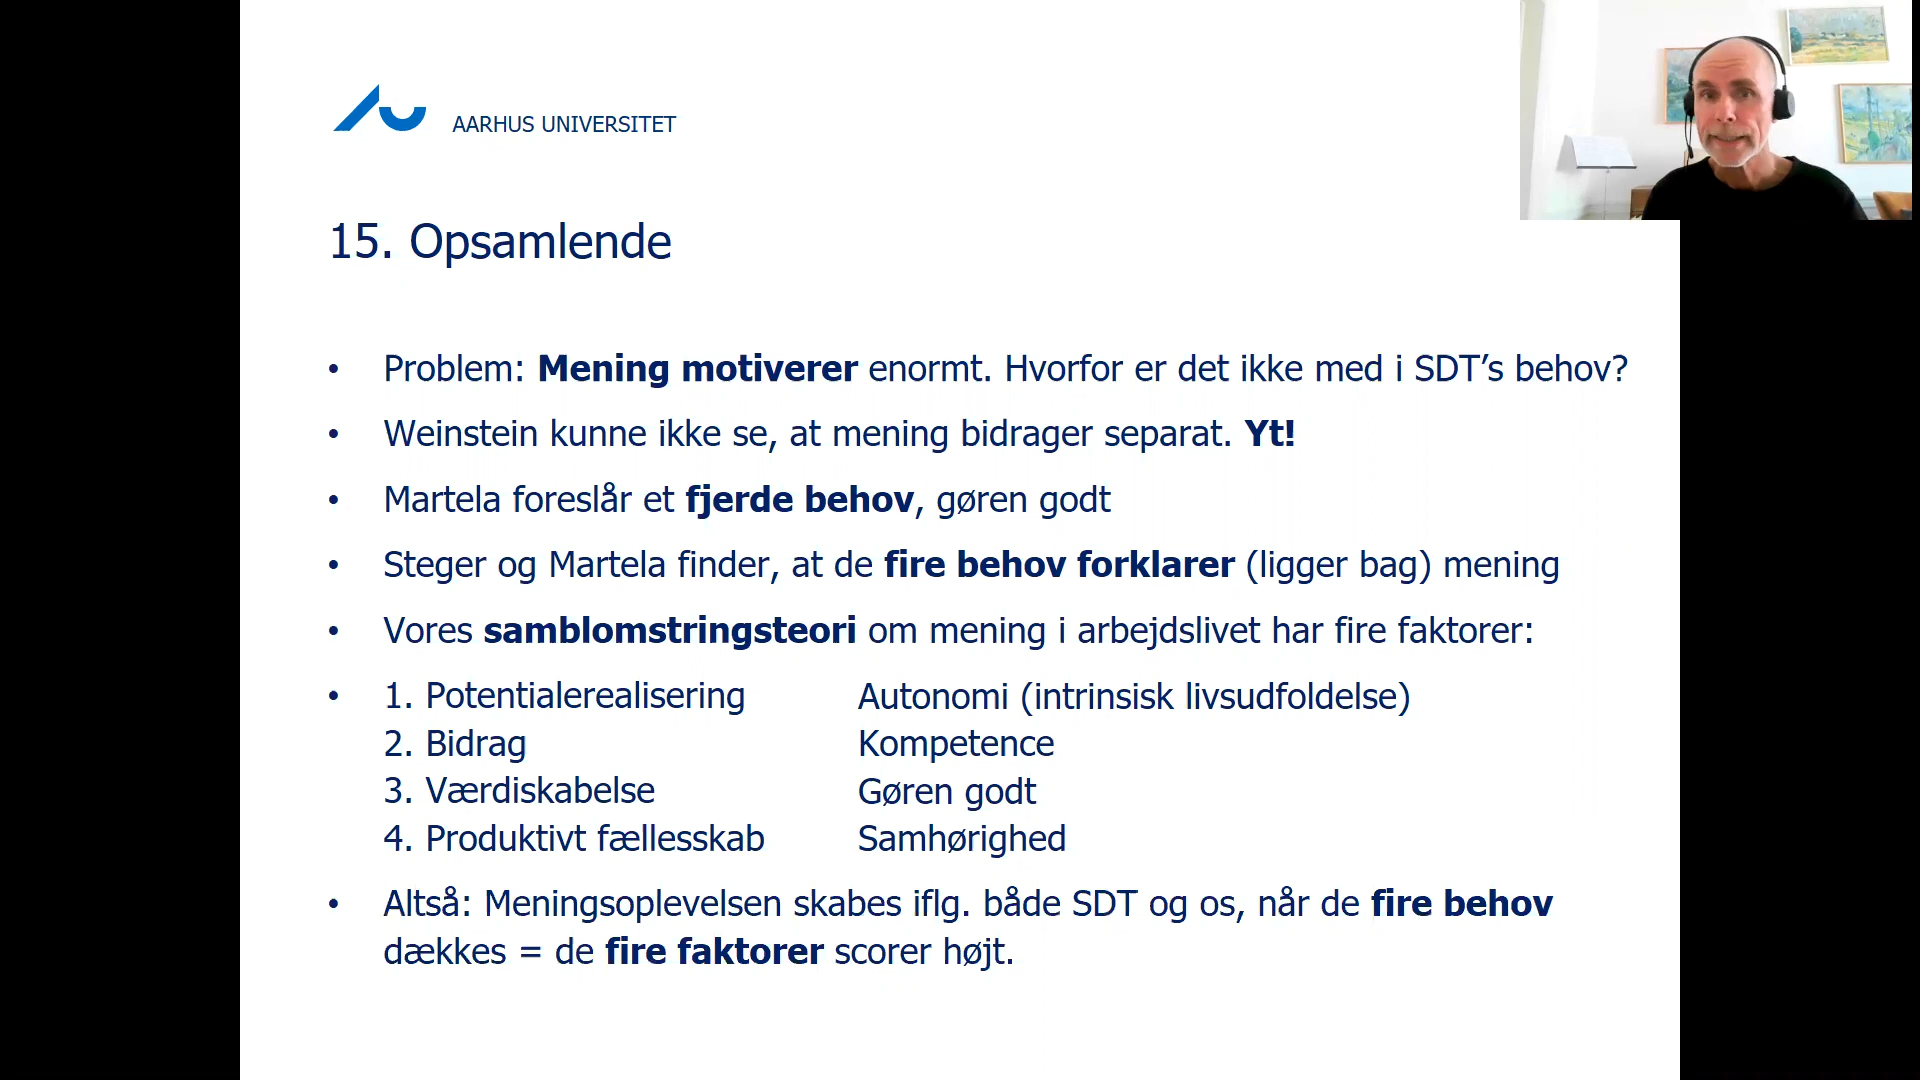 AARHUS UNIVERSITET
15. Opsamlende
• Problem: Mening motiverer enormt. Hvorfor er det ikke med i SDT’s behov?
• Weinstein kunne ikke se, at mening bidrager separat. Yt!
• Martela foreslår et fjerde behov, gøren godt
• Steger og Martela finder, at de fire behov forklarer (ligger bag) mening
• Vores samblomstringsteori om mening i arbejdslivet har fire faktorer:
• 1. Potentialerealisering Autonomi (intrinsisk livsudfoldelse)
2. Bidrag Kompetence
3. Værdiskabelse Gøren godt
4. Produktivt fællesskab Samhørighed
• Altså: Meningsoplevelsen skabes iflg. både SDT og os, når de fire behov
dækkes = de fire faktorer scorer højt.